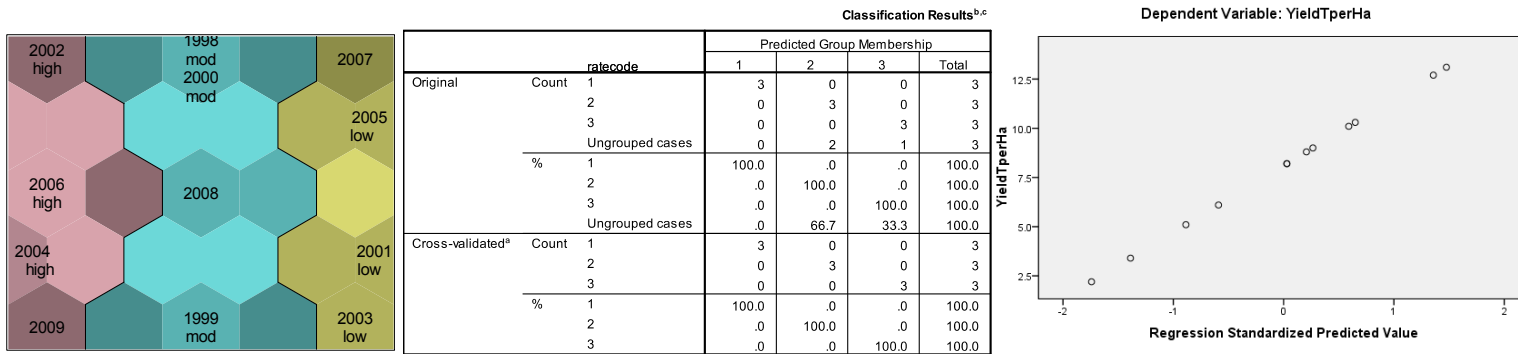 2002
high
1998
mod
2000
mod
2007
2005
low
2006
high
2008
2004
high
2001
low
2009
1999
mod
2003
low
Classification Results b,c
Predicted Group Membership
ratecode 1 2 3 Total
Original Count 1 3 0 0 3
2 0 3 0 3
3 0 0 3 3
Ungrouped cases 0 2 1 3
% 1 100.0 .0 .0 100.0
2 .0 100.0 .0 100.0
3 .0 .0 100.0 100.0
Ungrouped cases .0 66.7 33.3 100.0
Cross-validated a Count 1 3 0 0 3
2 0 3 0 3
3 0 0 3 3
% 1 100.0 .0 .0 100.0
2 .0 100.0 .0 100.0
3 .0 .0 100.0 100.0
Dependent Variable: YieldTperHa
YieldTperHa
12.5
10.0
7.5
5.0
2.5
-2 -1 0 1 2
Regression Standardized Predicted Value